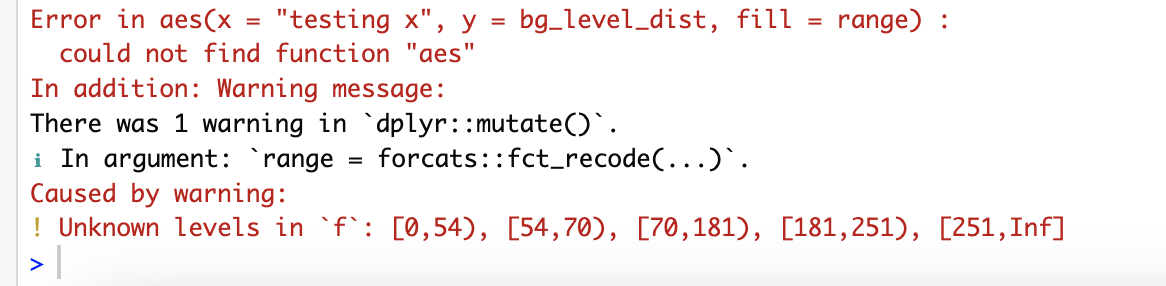 Error in aes(x = "testing x", y = bg_level_dist, fill = range) :
  could not find function "aes"
In addition: Warning message:
There was 1 warning in `dplyr::mutate()`.
ℹ In argument: `range = forcats::fct_recode(...)`.
Caused by warning:
! Unknown levels in `f`: [0,54), [54,70), [70,181), [181,251), [251,Inf]
>